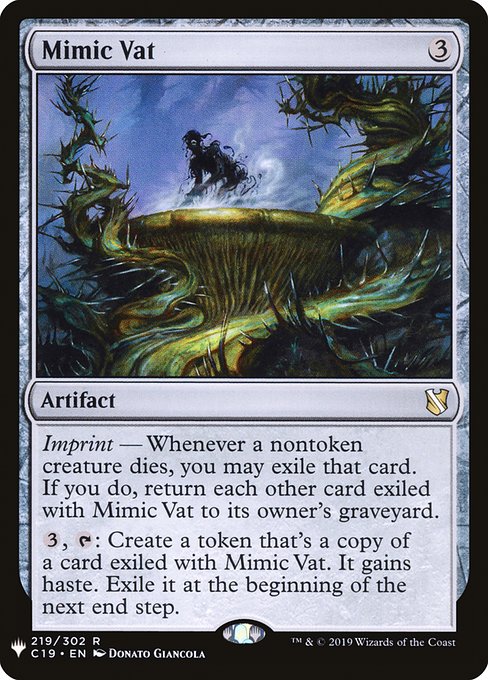 Mimic Vat 3
Artifact
Imprint — Whenever a nontoken
creature dies, you may exile that card.
If you do, return each other card exiled
with Mimic Vat to its owner's graveyard.
3, : Create a token that's a copy of
a card exiled with Mimic Vat. It gains
haste. Exile it at the beginning of the
next end step.
219/302 R
C19 • EN Donato Giancola
™ & © 2019 Wizards of the Coast